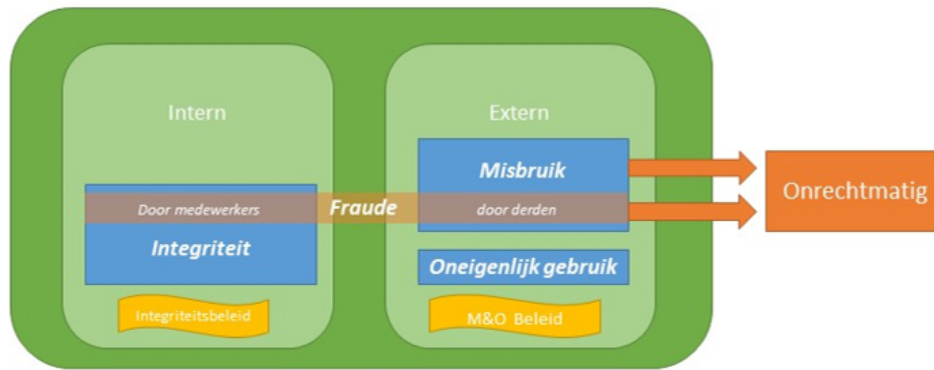 Intern
Extern
Misbruik
Door medewerkers
Fraude
door derden
Integriteit
Oneigenlijk gebruik
Integriteitsbeleid
M&O Beleid
Onrechtmatig